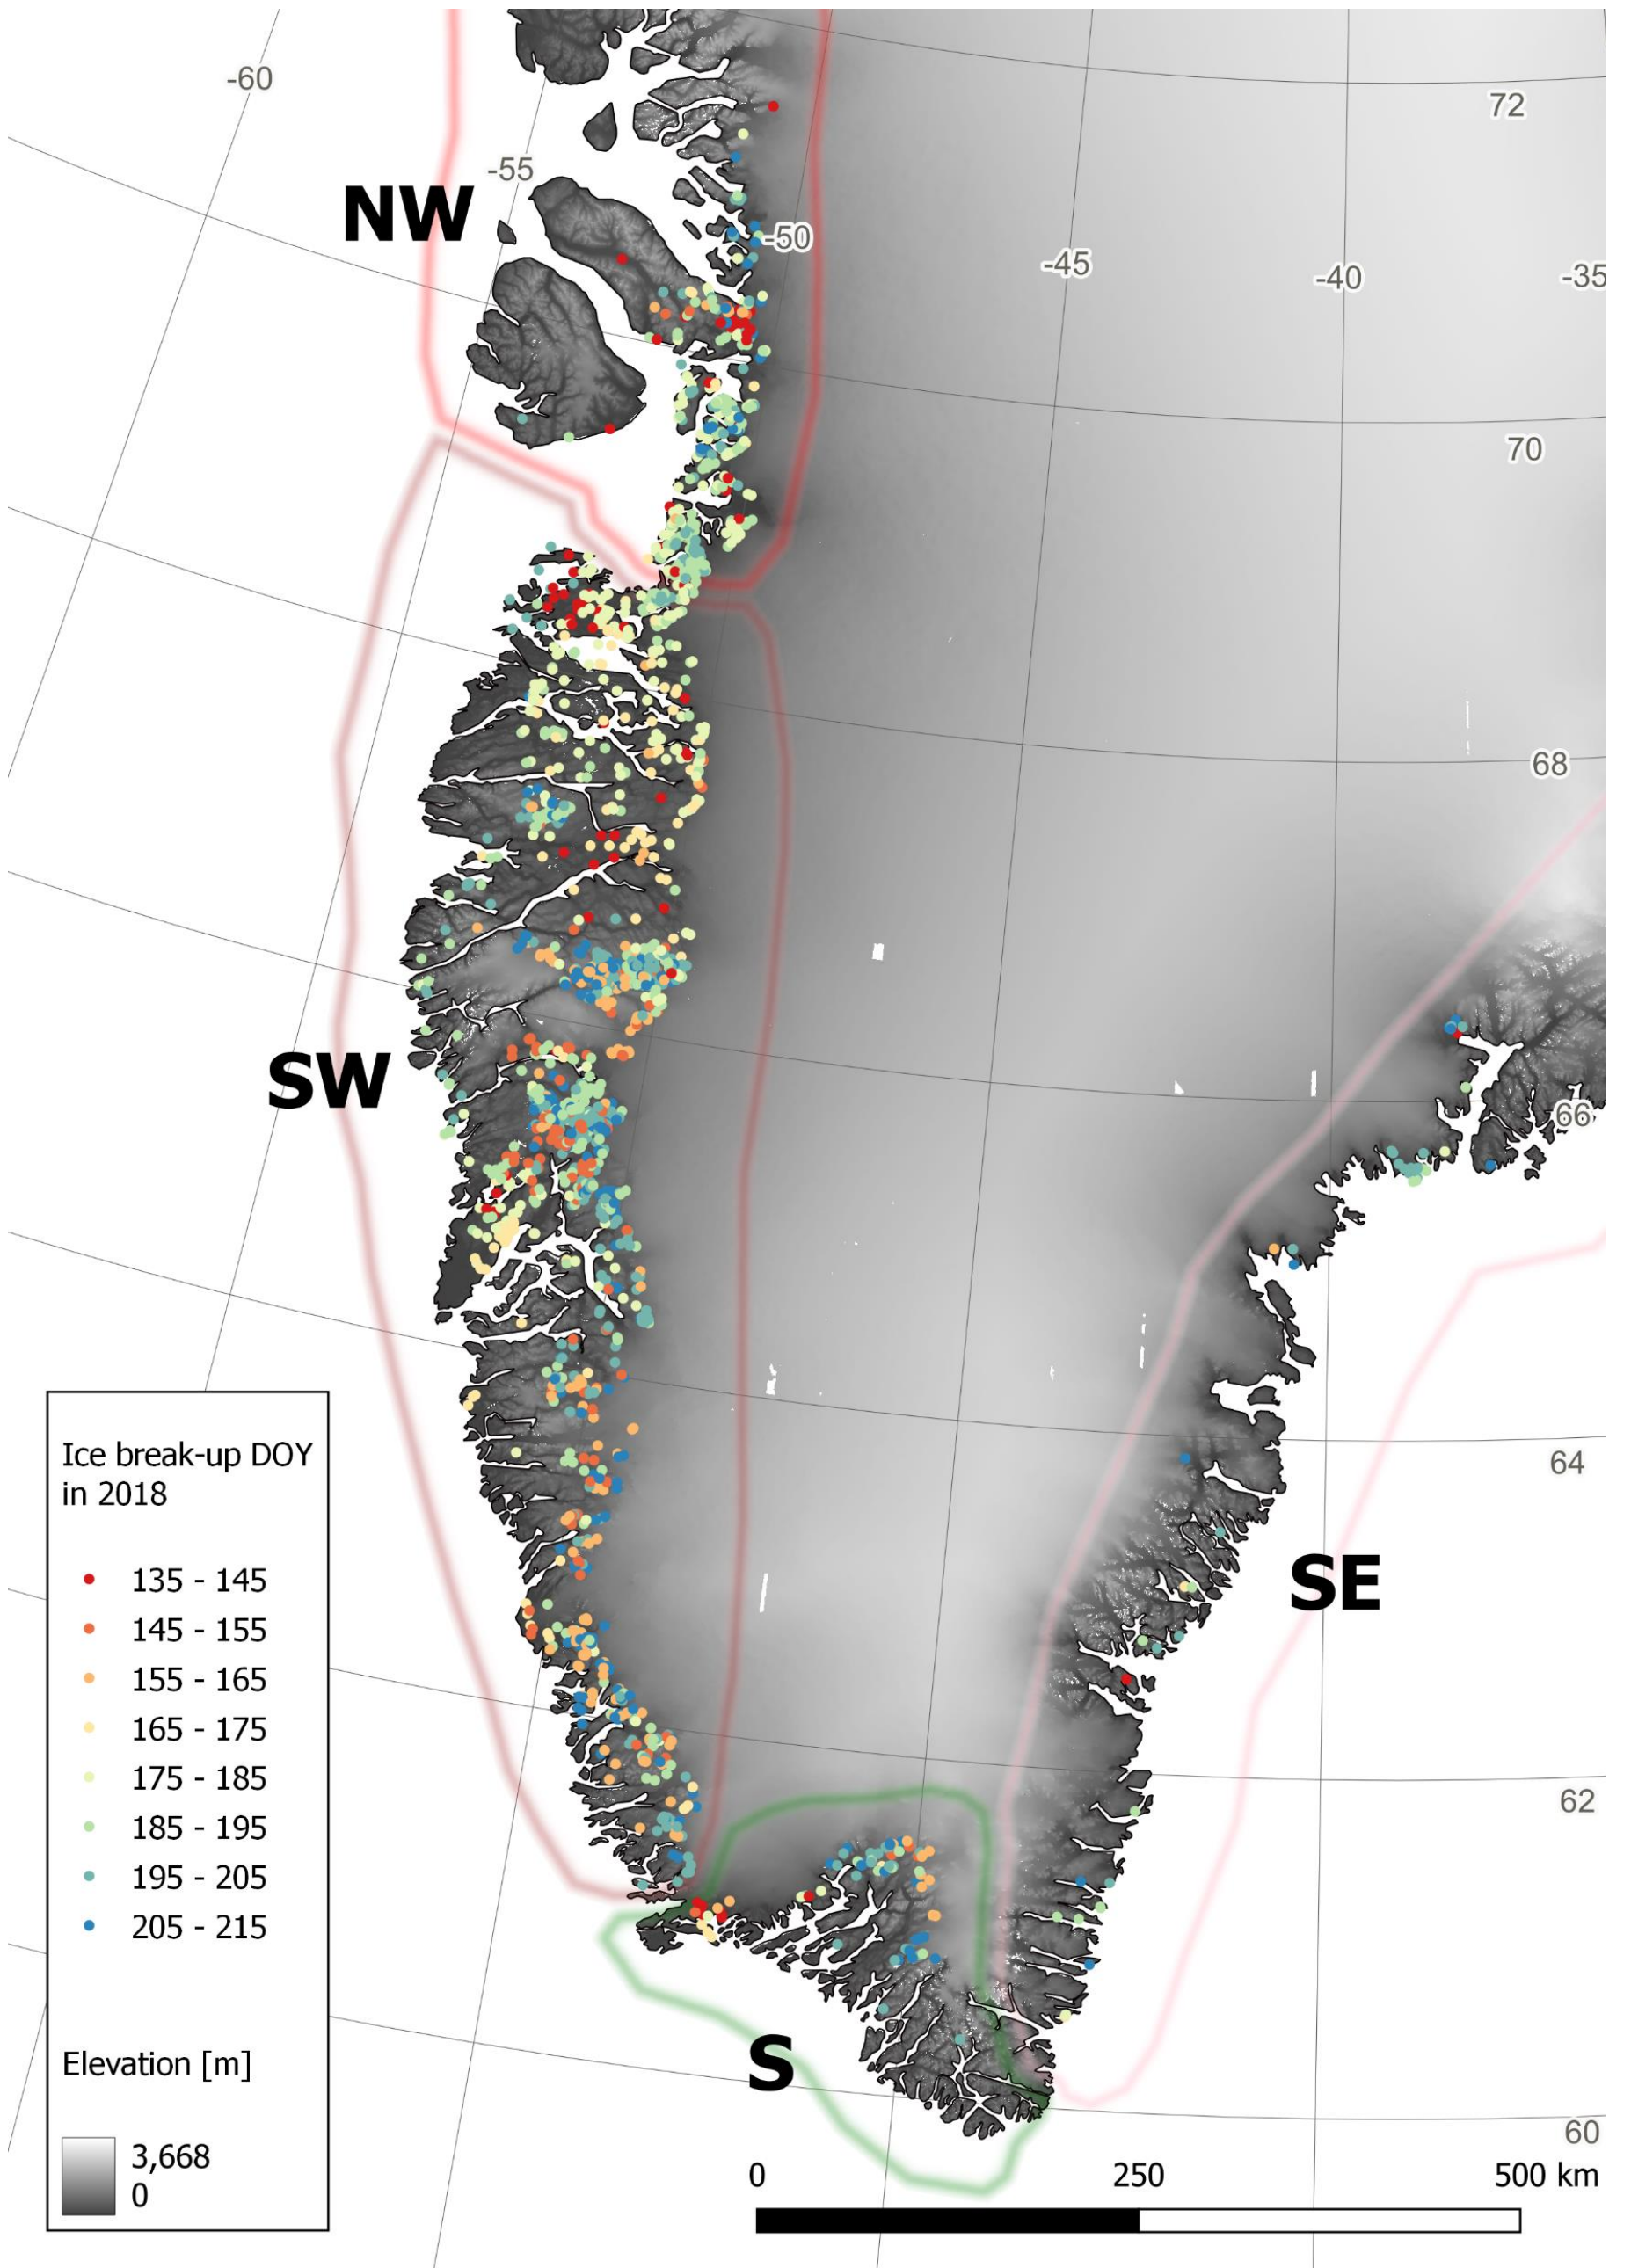 -60
72
-55
NW
-50
-45
-40
-35
70
68
SW
66
64
Ice break-up DOY
in 2018
135 - 145
145 - 155
155 - 165
165 - 175
175 - 185
185 - 195
195 - 205
205 - 215
SE
62
S
Elevation [m]
3,668
0
60
0
250
500 km